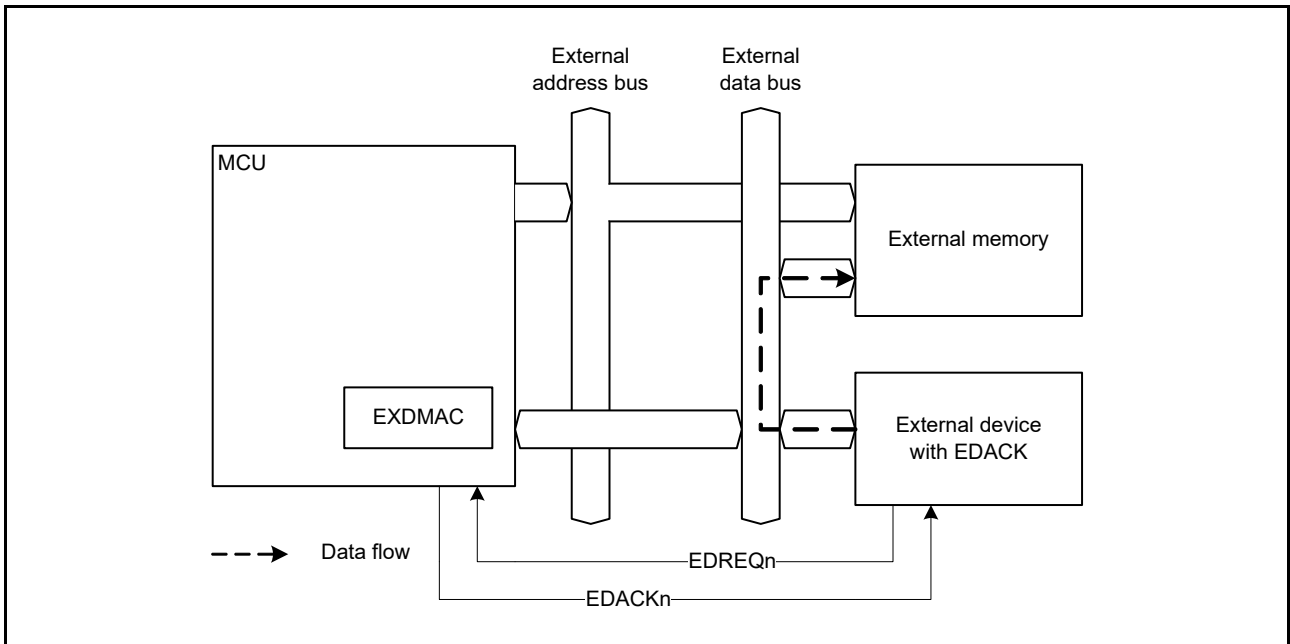 External
address bus
External
data bus
MCU
External memory
EXDMAC
External device
with EDACK
Data flow
EDREQn
EDACKn